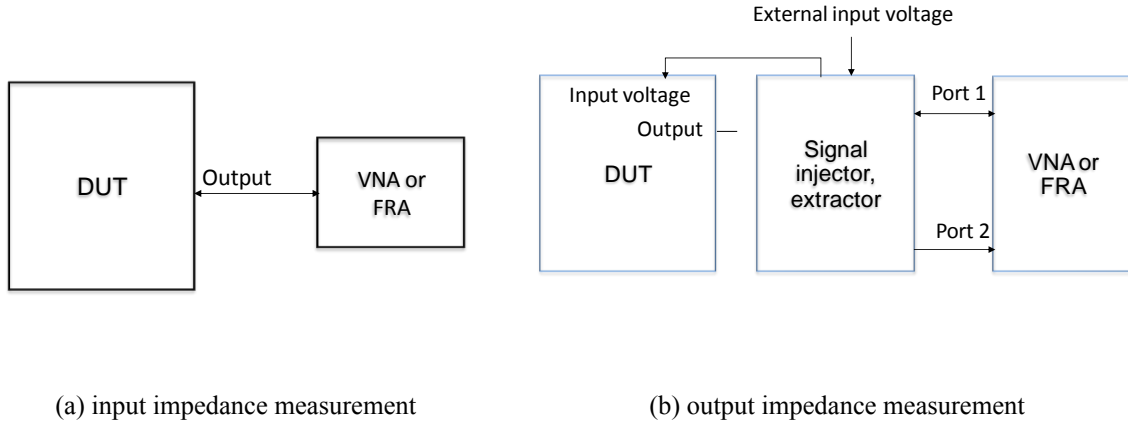 External input voltage
DUT
Output
VNA or
FRA
Input voltage
Output
DUT
Signal
injector,
extractor
Port 1
Port 2
VNA or
FRA
(a) input impedance measurement
(b) output impedance measurement